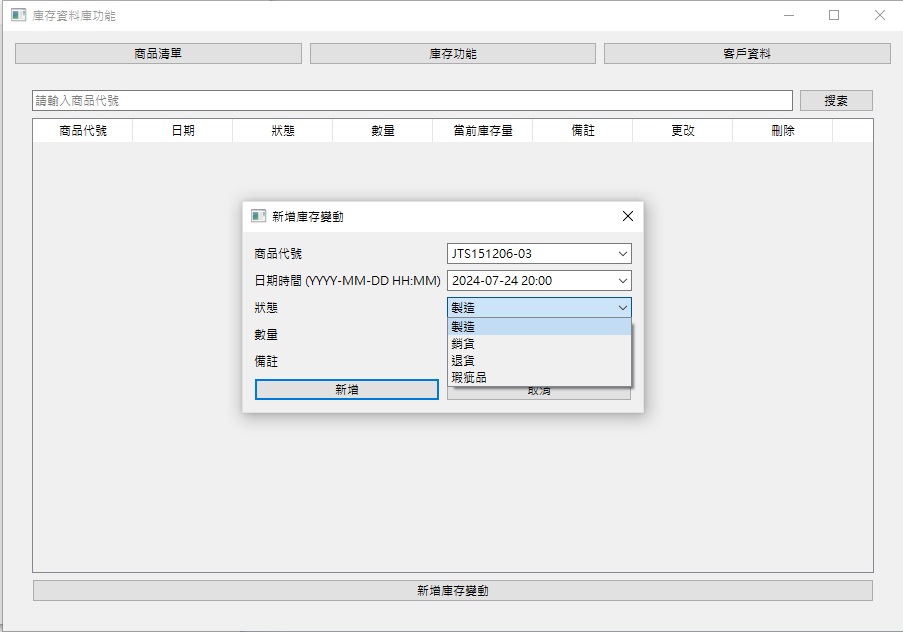 庫存資料庫功能
商品清單 庫存功能 客戶資料
請輸入商品代號 搜索
商品代號 日期 狀態 數量 當前庫存量 備註 更改 刪除
新增庫存變動
商品代號 JTS151206-03
日期時間 (YYYY-MM-DD HH:MM) 2024-07-24 20:00
狀態 製造
製造
數量
銷貨
備註
退貨
瑕疵品
新增 取消
新增庫存變動